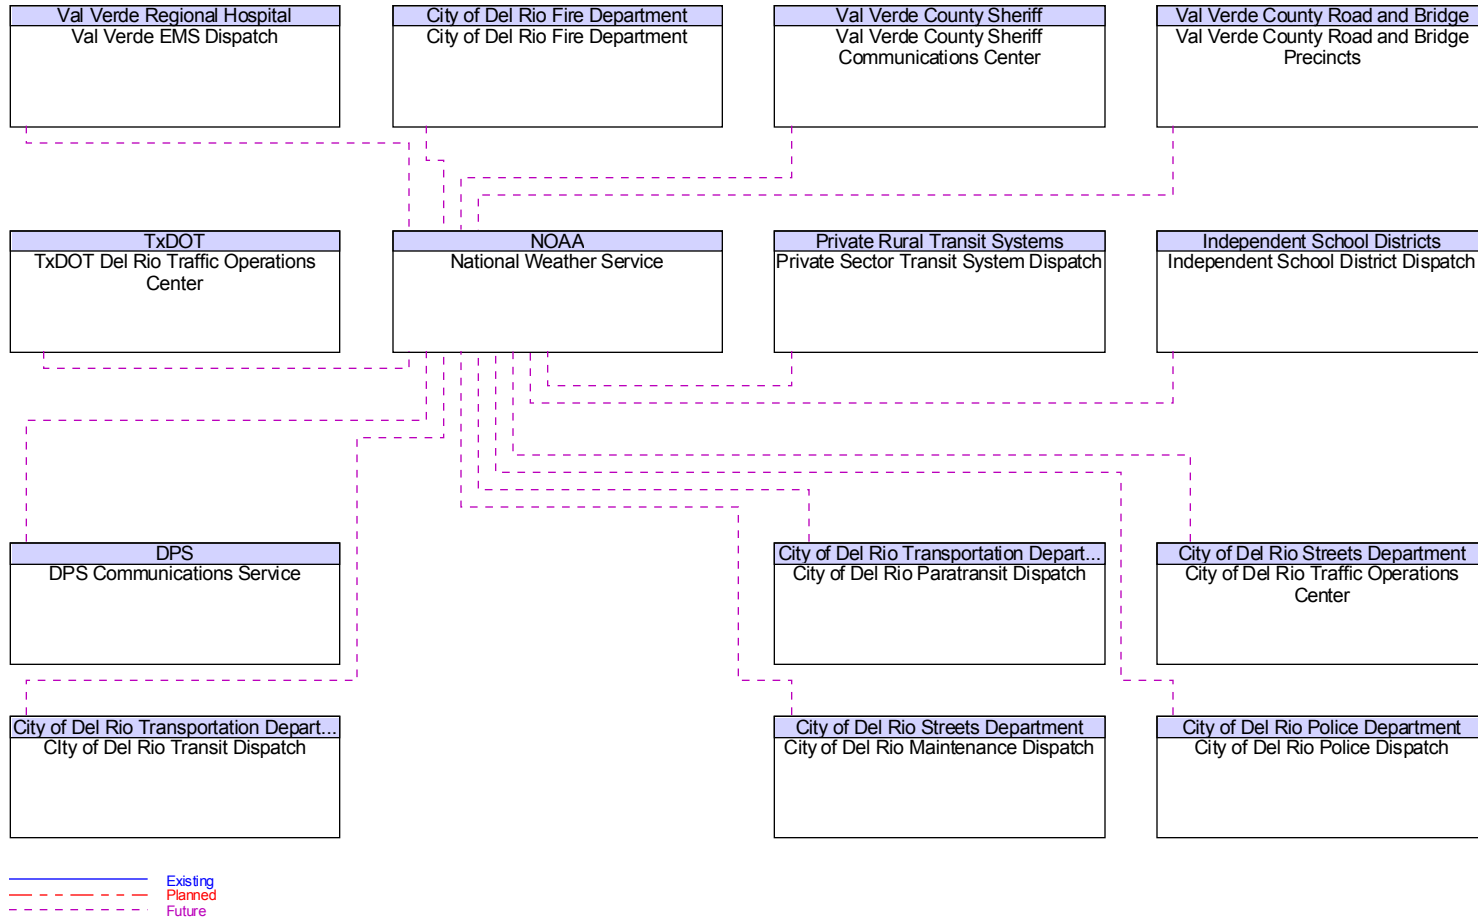 Val Verde Regional Hospital
Val Verde EMS Dispatch
City of Del Rio Fire Department
City of Del Rio Fire Department
Val Verde County Sheriff
Val Verde County Sheriff
Communications Center
Val Verde County Road and Bridge
Val Verde County Road and Bridge
Precincts
TxDOT
TxDOT Del Rio Traffic Operations
Center
NOAA
National Weather Service
Private Rural Transit Systems
Private Sector Transit System Dispatch
Independent School Districts
Independent School District Dispatch
DPS
DPS Communications Service
City of Del Rio Transportation Depart...
City of Del Rio Paratransit Dispatch
City of Del Rio Streets Department
City of Del Rio Traffic Operations
Center
City of Del Rio Transportation Depart...
CIty of Del Rio Transit Dispatch
City of Del Rio Streets Department
City of Del Rio Maintenance Dispatch
City of Del Rio Police Department
City of Del Rio Police Dispatch
Existing
Planned
Future